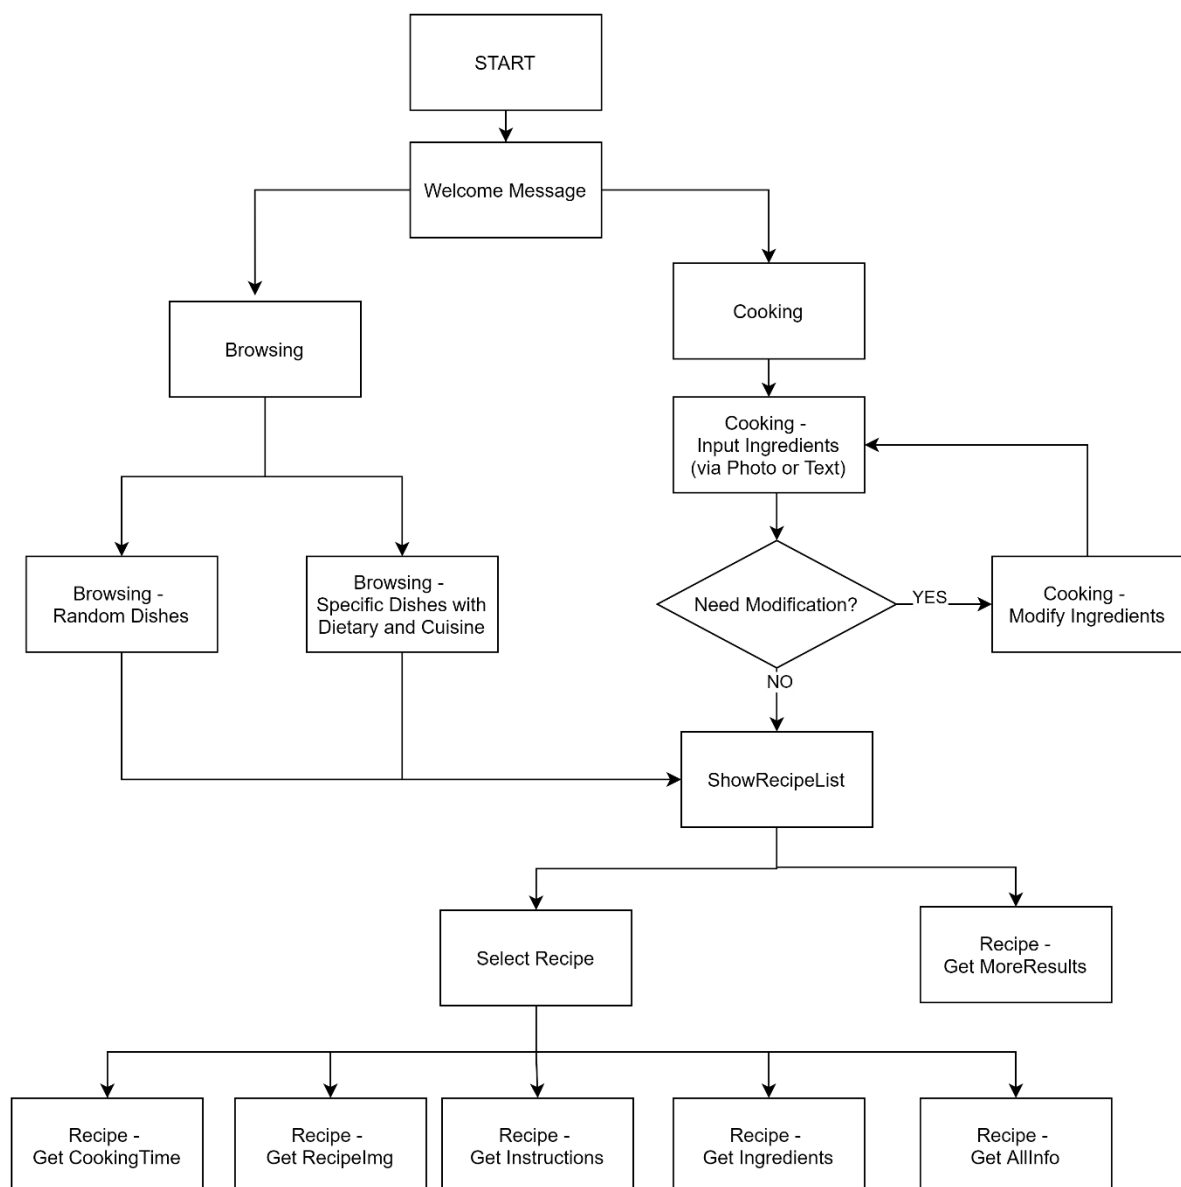 START
Welcome Message
Browsing
Cooking
Cooking -
Input Ingredients
(via Photo or Text)
Browsing -
Random Dishes
Browsing -
Specific Dishes with
Dietary and Cuisine
Need Modification?
YES
Cooking -
Modify Ingredients
NO
ShowRecipeList
Select Recipe
Recipe -
Get MoreResults
Recipe -
Get CookingTime
Recipe -
Get RecipeImg
Recipe -
Get Instructions
Recipe -
Get Ingredients
Recipe -
Get AllInfo